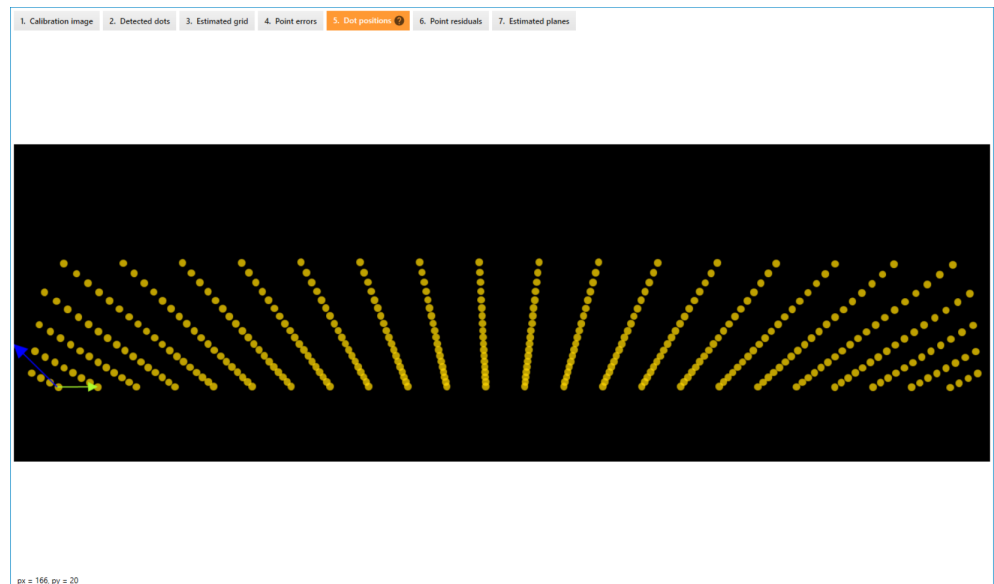 1. Calibration image 2. Detected dots 3. Estimated grid 4. Point errors 5. Dot positions ? 6. Point residuals 7. Estimated planes
px = 166, py = 20